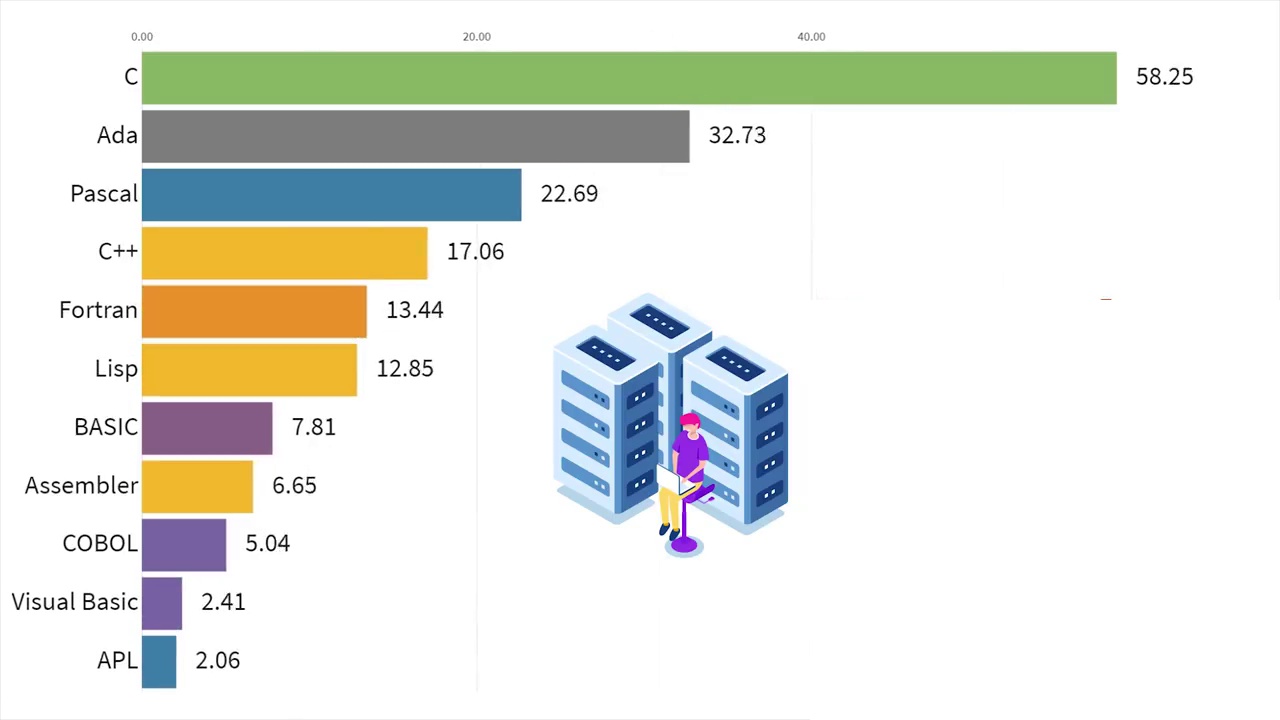 0.00 20.00 40.00
C 58.25
Ada 32.73
Pascal 22.69
C++ 17.06
Fortran 13.44
Lisp 12.85
BASIC 7.81
Assembler 6.65
COBOL 5.04
Visual Basic 2.41
APL 2.06